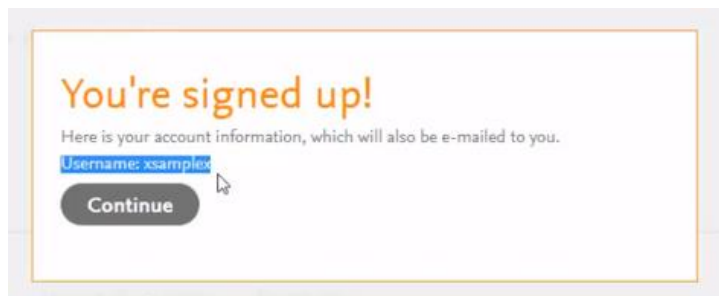 You're signed up!
Here is your account information, which will also be e-mailed to you.
Username: xsamplex
Continue